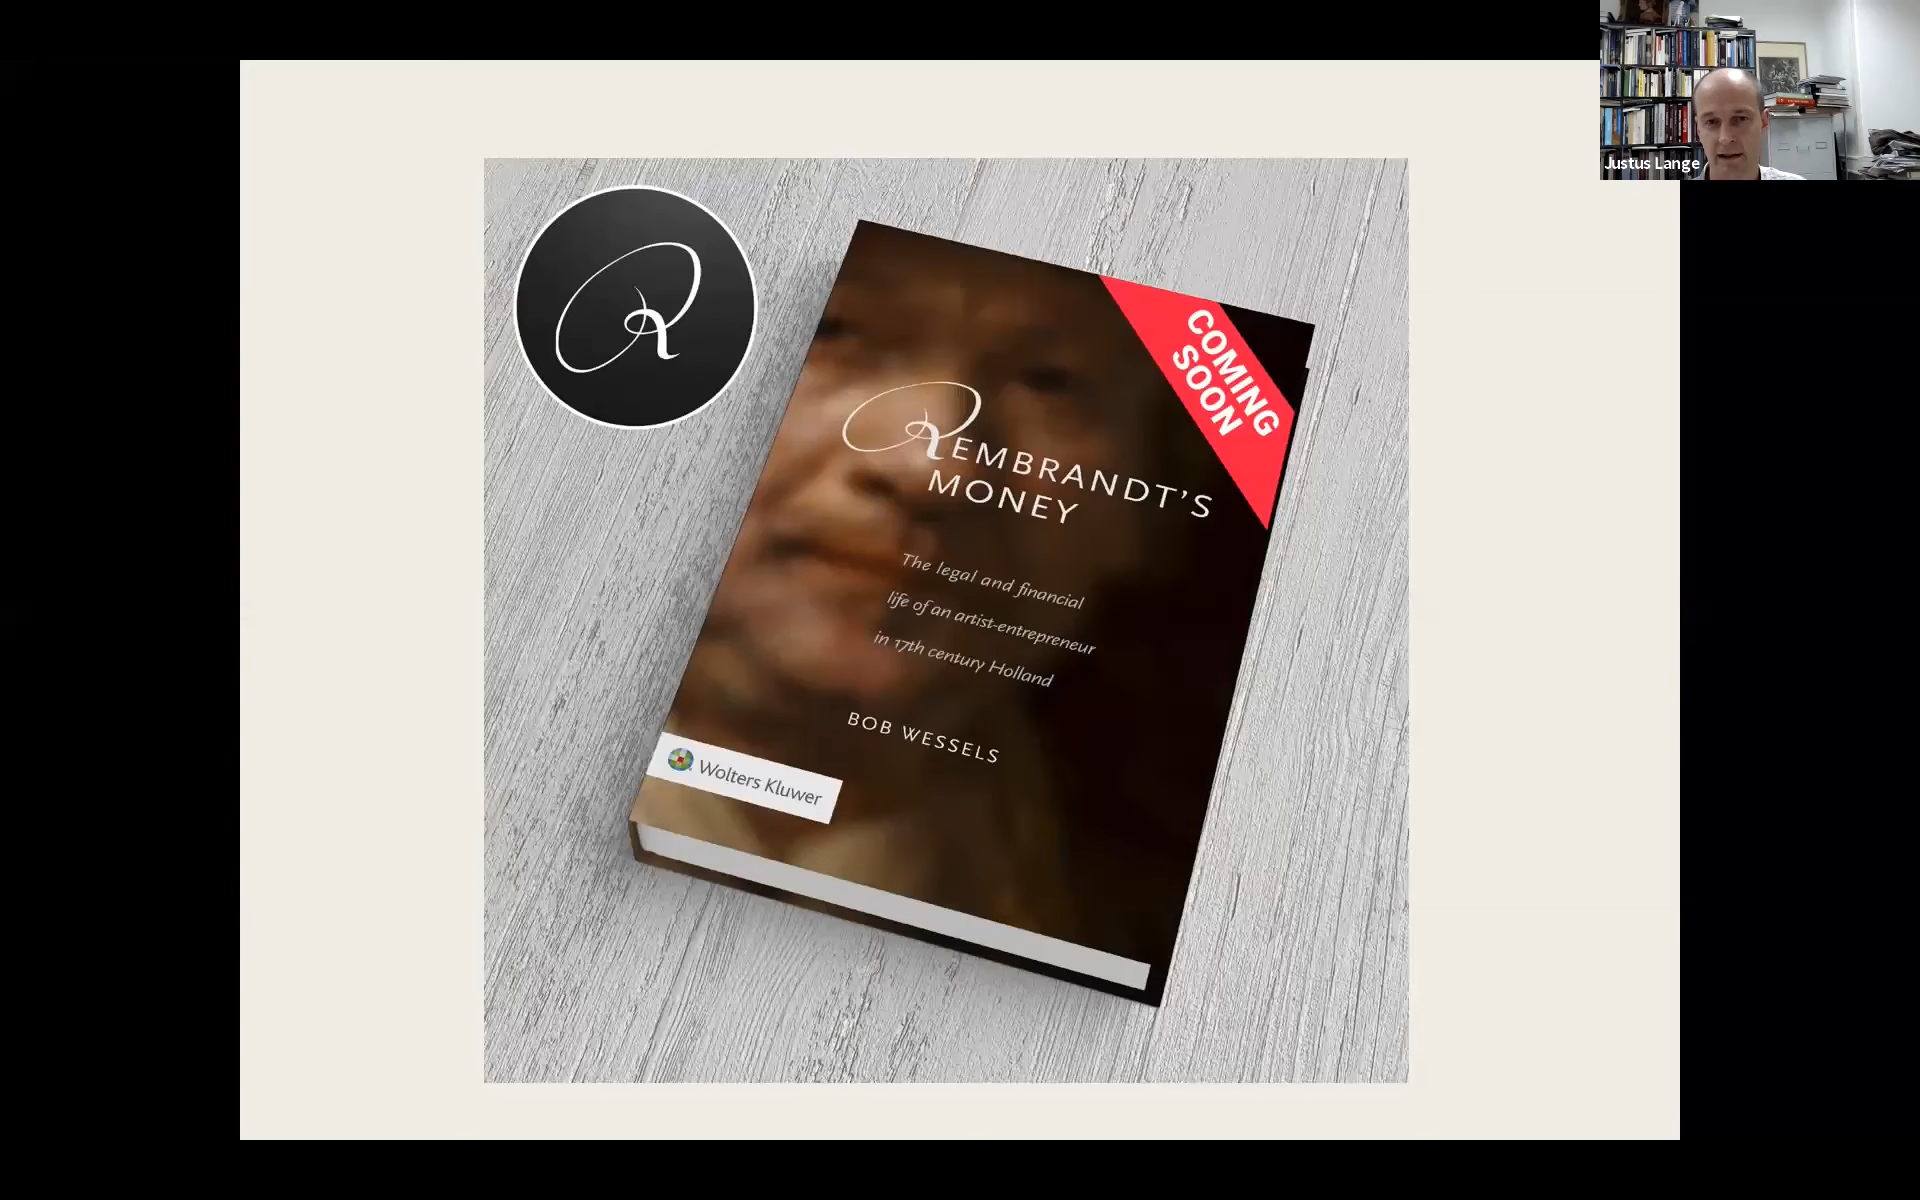 Justus Lange
R
COMING
SOON
REMBRANDT'S
MONEY
The legal and financial
life of an artist-entrepreneur
in 17th century Holland
BOB WESSELS
Wolters Kluwer